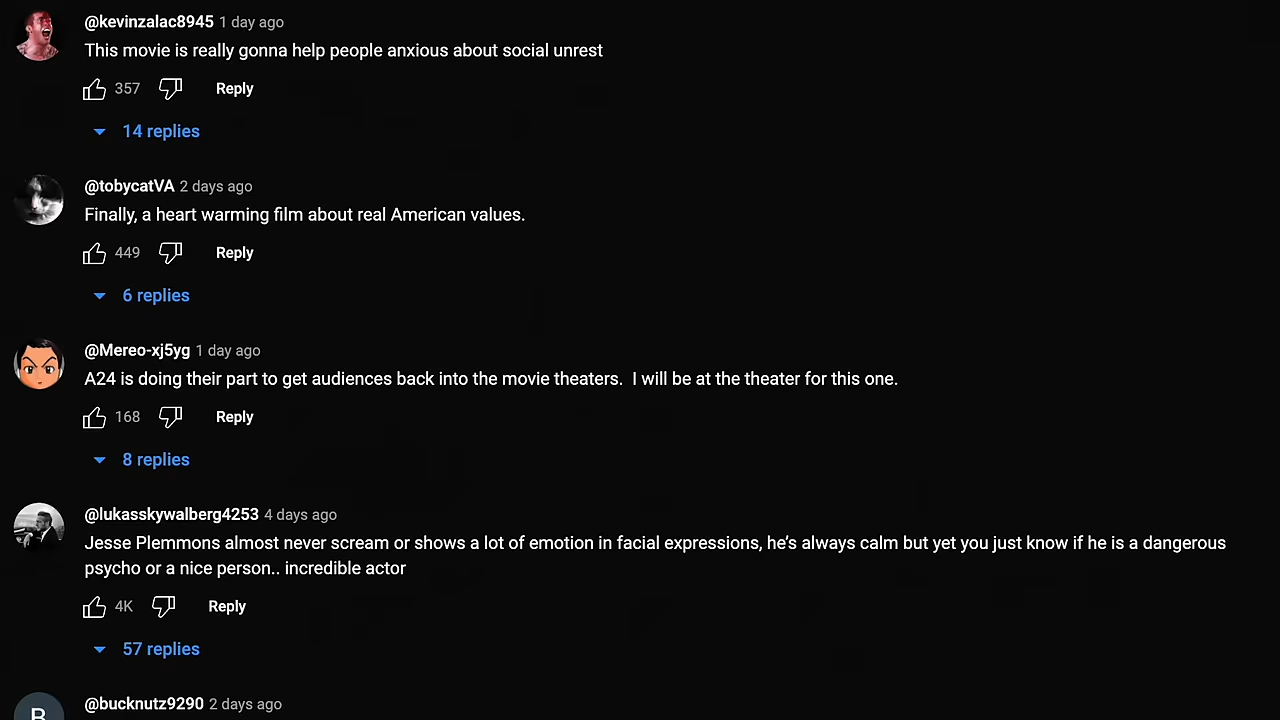 @kevinzalac8945 1 day ago
This movie is really gonna help people anxious about social unrest
357 Reply
14 replies
@tobycatVA 2 days ago
Finally, a heart warming film about real American values.
449 Reply
6 replies
@Mereo-xj5yg 1 day ago
A24 is doing their part to get audiences back into the movie theaters.  I will be at the theater for this one.
168 Reply
8 replies
@lukasskywalberg4253 4 days ago
Jesse Plemmons almost never scream or shows a lot of emotion in facial expressions, he’s always calm but yet you just know if he is a dangerous
psycho or a nice person.. incredible actor
4K Reply
57 replies
@bucknutz9290 2 days ago
B